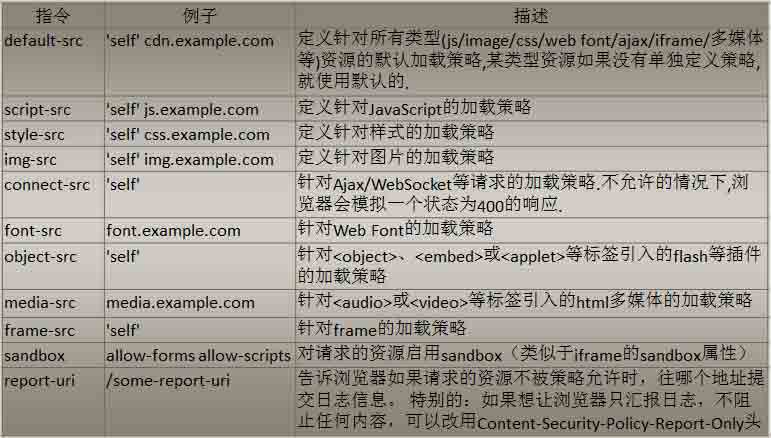 指令 例子 描述
default-src 'self' cdn.example.com 定义针对所有类型(js/image/css/web font/ajax/iframe/多媒体
等)资源的默认加载策略,某类型资源如果没有单独定义策略,
就使用默认的.
script-src 'self' js.example.com 定义针对JavaScript的加载策略
style-src 'self' css.example.com 定义针对样式的加载策略
img-src 'self' img.example.com 定义针对图片的加载策略
connect-src 'self' 针对Ajax/WebSocket等请求的加载策略.不允许的情况下,浏
览器会模拟一个状态为400的响应.
font-src font.example.com 针对Web Font的加载策略
object-src 'self' 针对<object>、<embed>或<applet>等标签引入的flash等插件
的加载策略
media-src media.example.com 针对<audio>或<video>等标签引入的html多媒体的加载策略
frame-src 'self' 针对frame的加载策略
sandbox allow-forms allow-scripts 对请求的资源启用sandbox（类似于iframe的sandbox属性）
report-uri /some-report-uri 告诉浏览器如果请求的资源不被策略允许时，往哪个地址提
交日志信息。 特别的：如果想让浏览器只汇报日志，不阻
止任何内容，可以改用Content-Security-Policy-Report-Only头